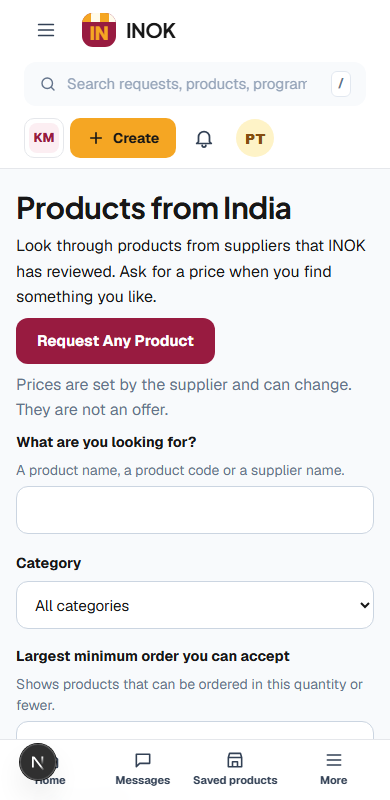 IN INOK
Search requests, products, program
/
KM
+ Create
PT
Products from India
Look through products from suppliers that INOK
has reviewed. Ask for a price when you find
something you like.
Request Any Product
Prices are set by the supplier and can change.
They are not an offer.
What are you looking for?
A product name, a product code or a supplier name.
Category
All categories
Largest minimum order you can accept
Shows products that can be ordered in this quantity or
fewer.
N
Messages
Saved products
More